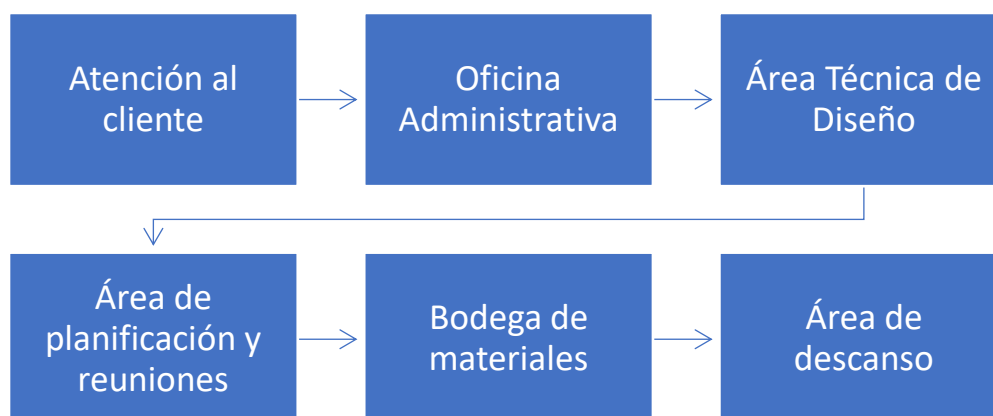 Atención al
cliente
Oficina
Administrativa
Área Técnica de
Diseño
Área de
planificación y
reuniones
Bodega de
materiales
Área de
descanso